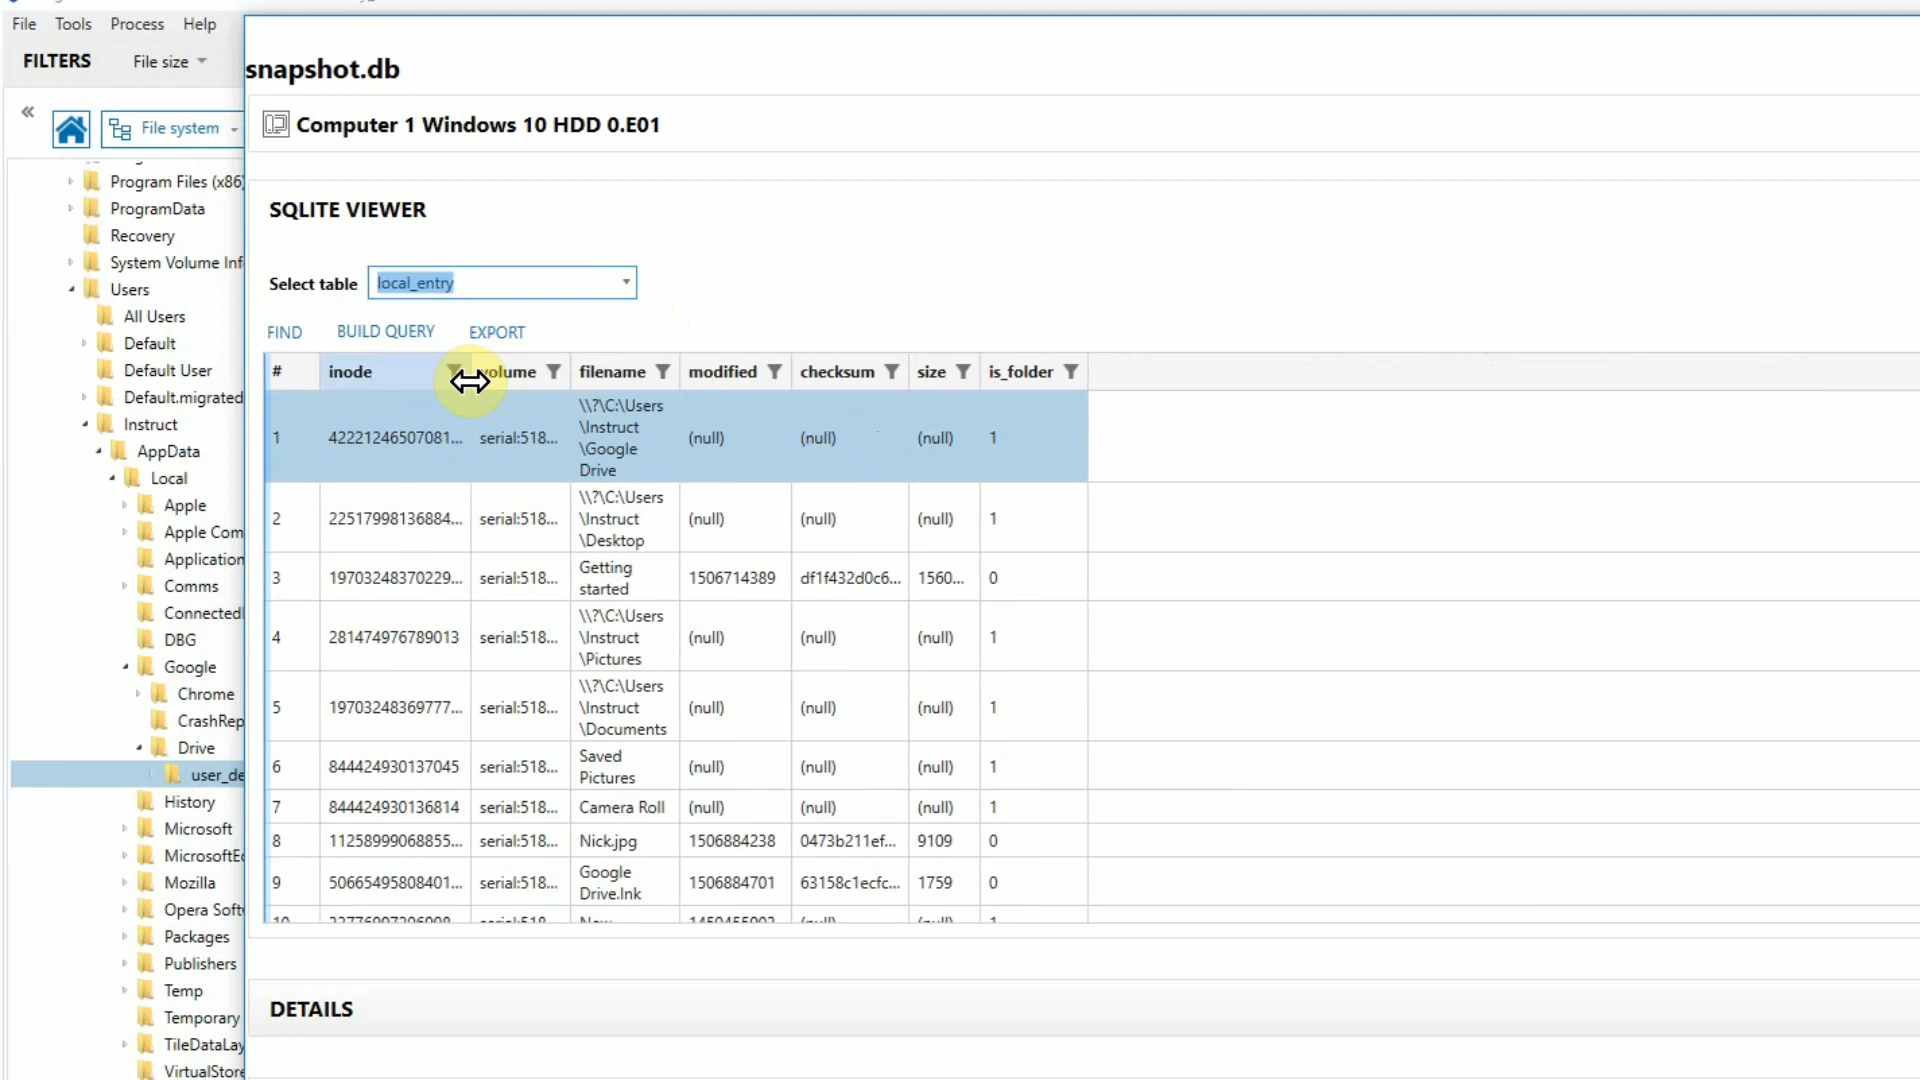 File Tools Process Help
FILTERS File size
snapshot.db
Computer 1 Windows 10 HDD 0.E01
File system
SQLITE VIEWER
Select table local_entry
FIND BUILD QUERY EXPORT
Program Files (x86)
ProgramData
Recovery
System Volume Inf
Users
All Users
Default
Default User
Default.migrated
Instruct
AppData
Local
Apple
Apple Com
Application
Comms
Connected
DBG
Google
Chrome
CrashRep
Drive
user_de
History
Microsoft
MicrosoftEd
Mozilla
Opera Soft
Packages
Publishers
Temp
Temporary
TileDataLay
VirtualStore
# inode volume filename modified checksum size is_folder
1 42221246507081... serial:518... \\?\C:\Users
\Instruct
\Google
Drive (null) (null) (null) 1
2 22517998136884... serial:518... \\?\C:\Users
\Instruct
\Desktop (null) (null) (null) 1
3 19703248370229... serial:518... Getting
started 1506714389 df1f432d0c6... 1560... 0
4 281474976789013 serial:518... \\?\C:\Users
\Instruct
\Pictures (null) (null) (null) 1
5 19703248369777... serial:518... \\?\C:\Users
\Instruct
\Documents (null) (null) (null) 1
6 844424930137045 serial:518... Saved
Pictures (null) (null) (null) 1
7 844424930136814 serial:518... Camera Roll (null) (null) (null) 1
8 11258999068855... serial:518... Nick.jpg 1506884238 0473b211ef... 9109 0
9 50665495808401... serial:518... Google
Drive.lnk 1506884701 63158c1ecfc... 1759 0
DETAILS